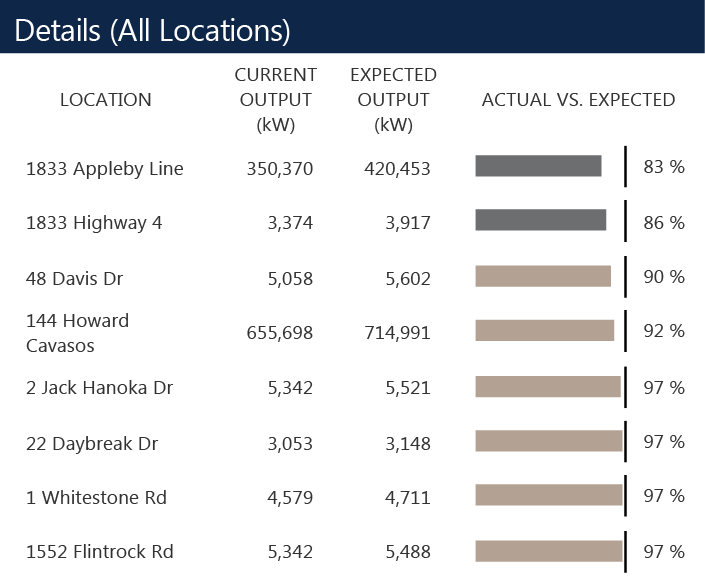 Details (All Locations)
LOCATION CURRENT OUTPUT (kW) EXPECTED OUTPUT (kW) ACTUAL VS. EXPECTED
1833 Appleby Line 350,370 420,453 83 %
1833 Highway 4 3,374 3,917 86 %
48 Davis Dr 5,058 5,602 90 %
144 Howard Cavasos 655,698 714,991 92 %
2 Jack Hanoka Dr 5,342 5,521 97 %
22 Daybreak Dr 3,053 3,148 97 %
1 Whitestone Rd 4,579 4,711 97 %
1552 Flintrock Rd 5,342 5,488 97 %